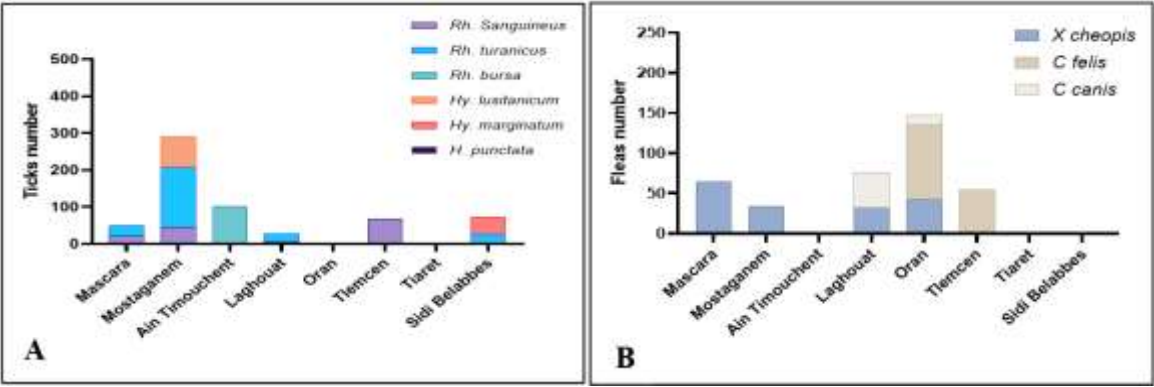 Rh. Sanguineus
Rh. turanicus
Rh. bursa
Hy. lusitanicum
Hy. marginatum
H. punctata
Ticks number
500
400
300
200
100
0
Mascara
Mostaganem
Ain Timouchent
Laghouat
Oran
Tlemcen
Tiaret
Sidi Belabbes
A
X cheopis
C felis
C canis
Fleas number
250
200
150
100
50
0
Mascara
Mostaganem
Ain Timouchent
Laghouat
Oran
Tlemcen
Tiaret
Sidi Belabbes
B